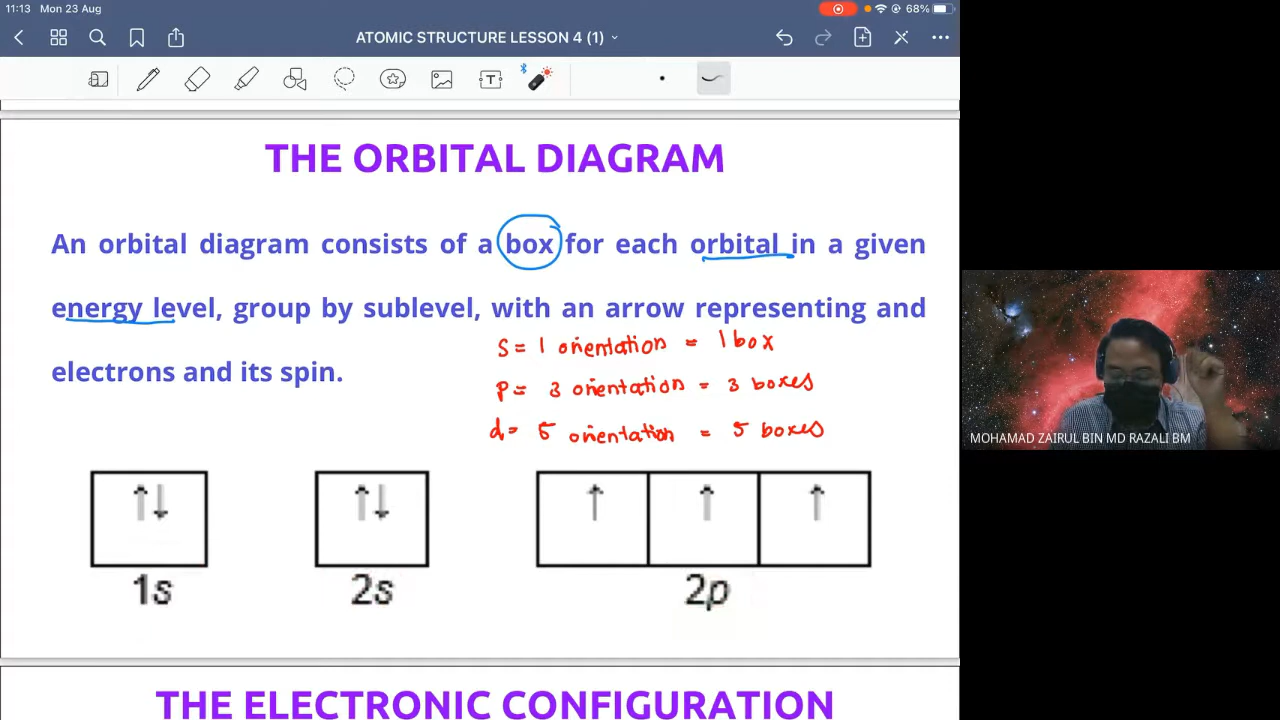 11:13 Mon 23 Aug
68%
ATOMIC STRUCTURE LESSON 4 (1)
THE ORBITAL DIAGRAM
An orbital diagram consists of a box for each orbital in a given
energy level, group by sublevel, with an arrow representing and
electrons and its spin.
S = 1 orientation = 1 box
p = 3 orientation = 3 boxes
d = 5 orientation = 5 boxes
MOHAMAD ZAIRUL BIN MD RAZALI BM
1s 2s 2p
THE ELECTRONIC CONFIGURATION